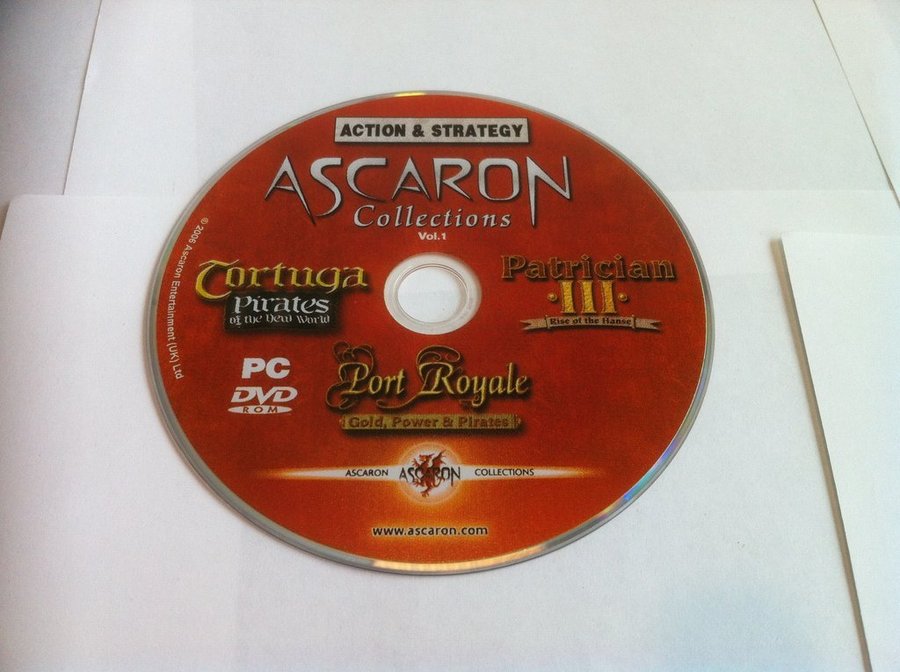 ACTION & STRATEGY
ASCARON
Collections
Vol.1
© 2006 Ascaron Entertainment (UK) Ltd
Tortuga
Pirates
of the New World
Patrician
·III·
Rise of the Hanse
PC
DVD
ROM
Port Royale
Gold, Power & Pirates
ASCARON ASCARON COLLECTIONS
www.ascaron.com